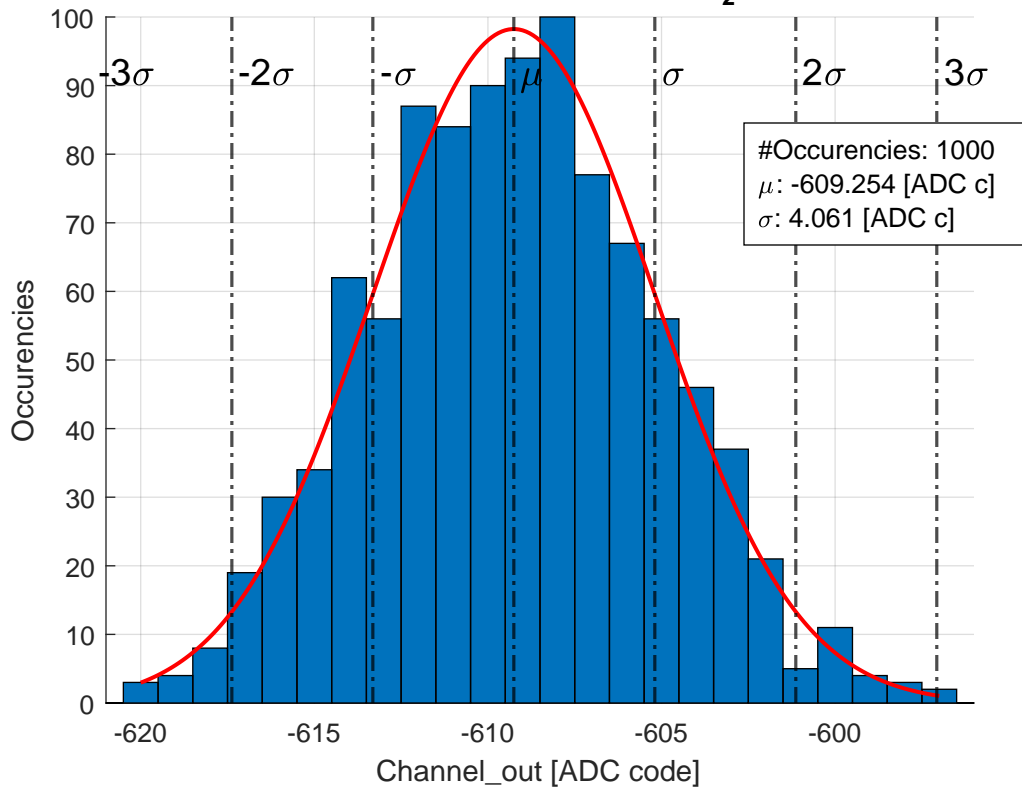 2
-3σ
-2σ
-σ
μ
σ
2σ
3σ
#Occurencies: 1000
μ: -609.254 [ADC c]
σ: 4.061 [ADC c]
Occurencies
100
90
80
70
60
50
40
30
20
10
0
-620
-615
-610
-605
-600
Channel_out [ADC code]